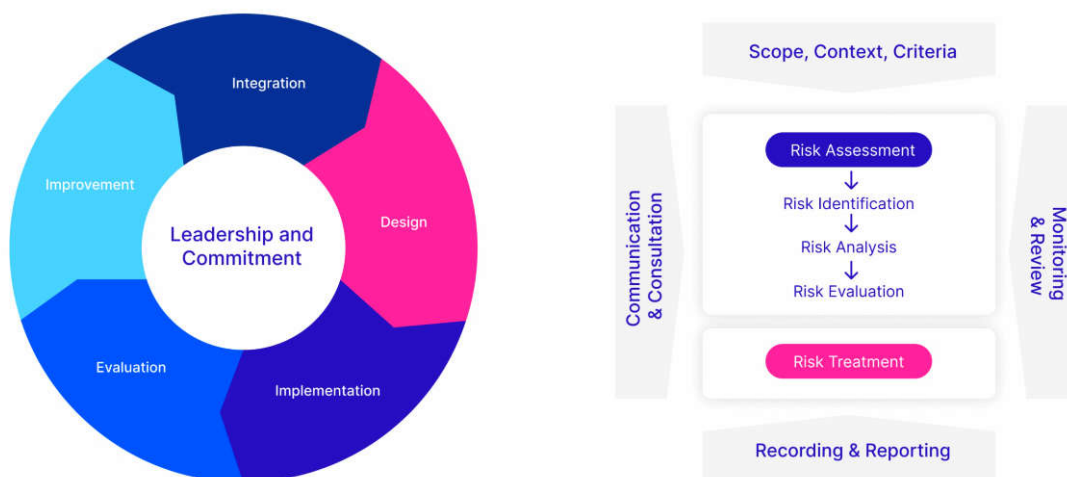 Integration
Design
Implementation
Evaluation
Improvement
Leadership and
Commitment
Scope, Context, Criteria
Communication
& Consultation
Risk Assessment
Risk Identification
Risk Analysis
Risk Evaluation
Risk Treatment
Monitoring
& Review
Recording & Reporting